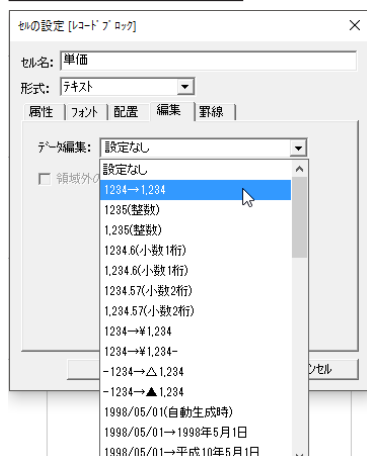 セルの設定 [レコードブロック]
セル名: 単価
形式: テキスト
属性 フォント 配置 編集 罫線
データ編集: 設定なし
設定なし
領域外の
1234→1,234
1235(整数)
1,235(整数)
1234.6(小数1桁)
1,234.6(小数1桁)
1234.57(小数2桁)
1,234.57(小数2桁)
1234→¥1,234
1234→¥1,234-
-1234→△1,234
ンセル
-1234→▲1,234
1998/05/01(自動生成時)
1998/05/01→1998年5月1日
1998/05/01→平成10年5月1日